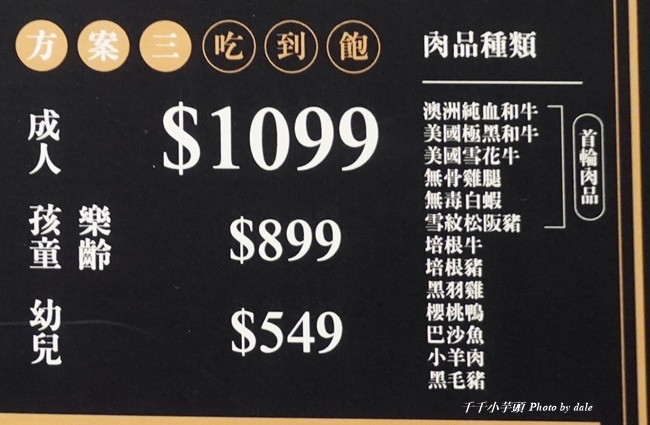 方案三吃到飽
成人 $1099
孩童 樂齡 $899
幼兒 $549
肉品種類
澳洲純血和牛
美國極黑和牛
美國雪花牛
無骨雞腿
無毒白蝦
雪紋松阪豬
首輪肉品
培根牛
培根豬
黑羽雞
櫻桃鴨
巴沙魚
小羊肉
黑毛豬
千千小芋頭 Photo by dale